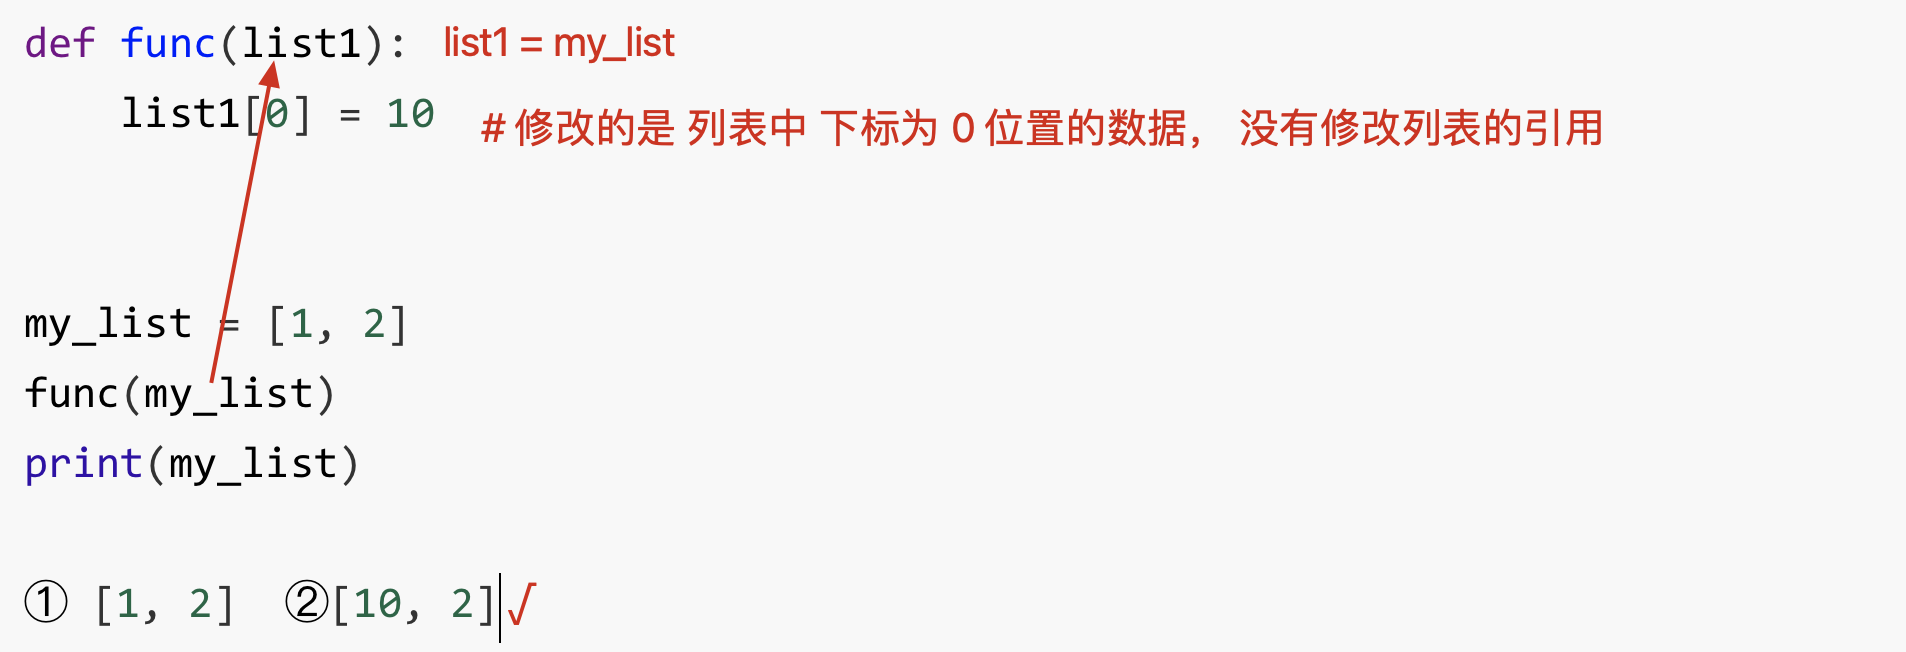 def func(list1): list1 = my_list
    list1[0] = 10 # 修改的是 列表中 下标为 0 位置的数据， 没有修改列表的引用
my_list = [1, 2]
func(my_list)
print(my_list)
① [1, 2] ②[10, 2]√